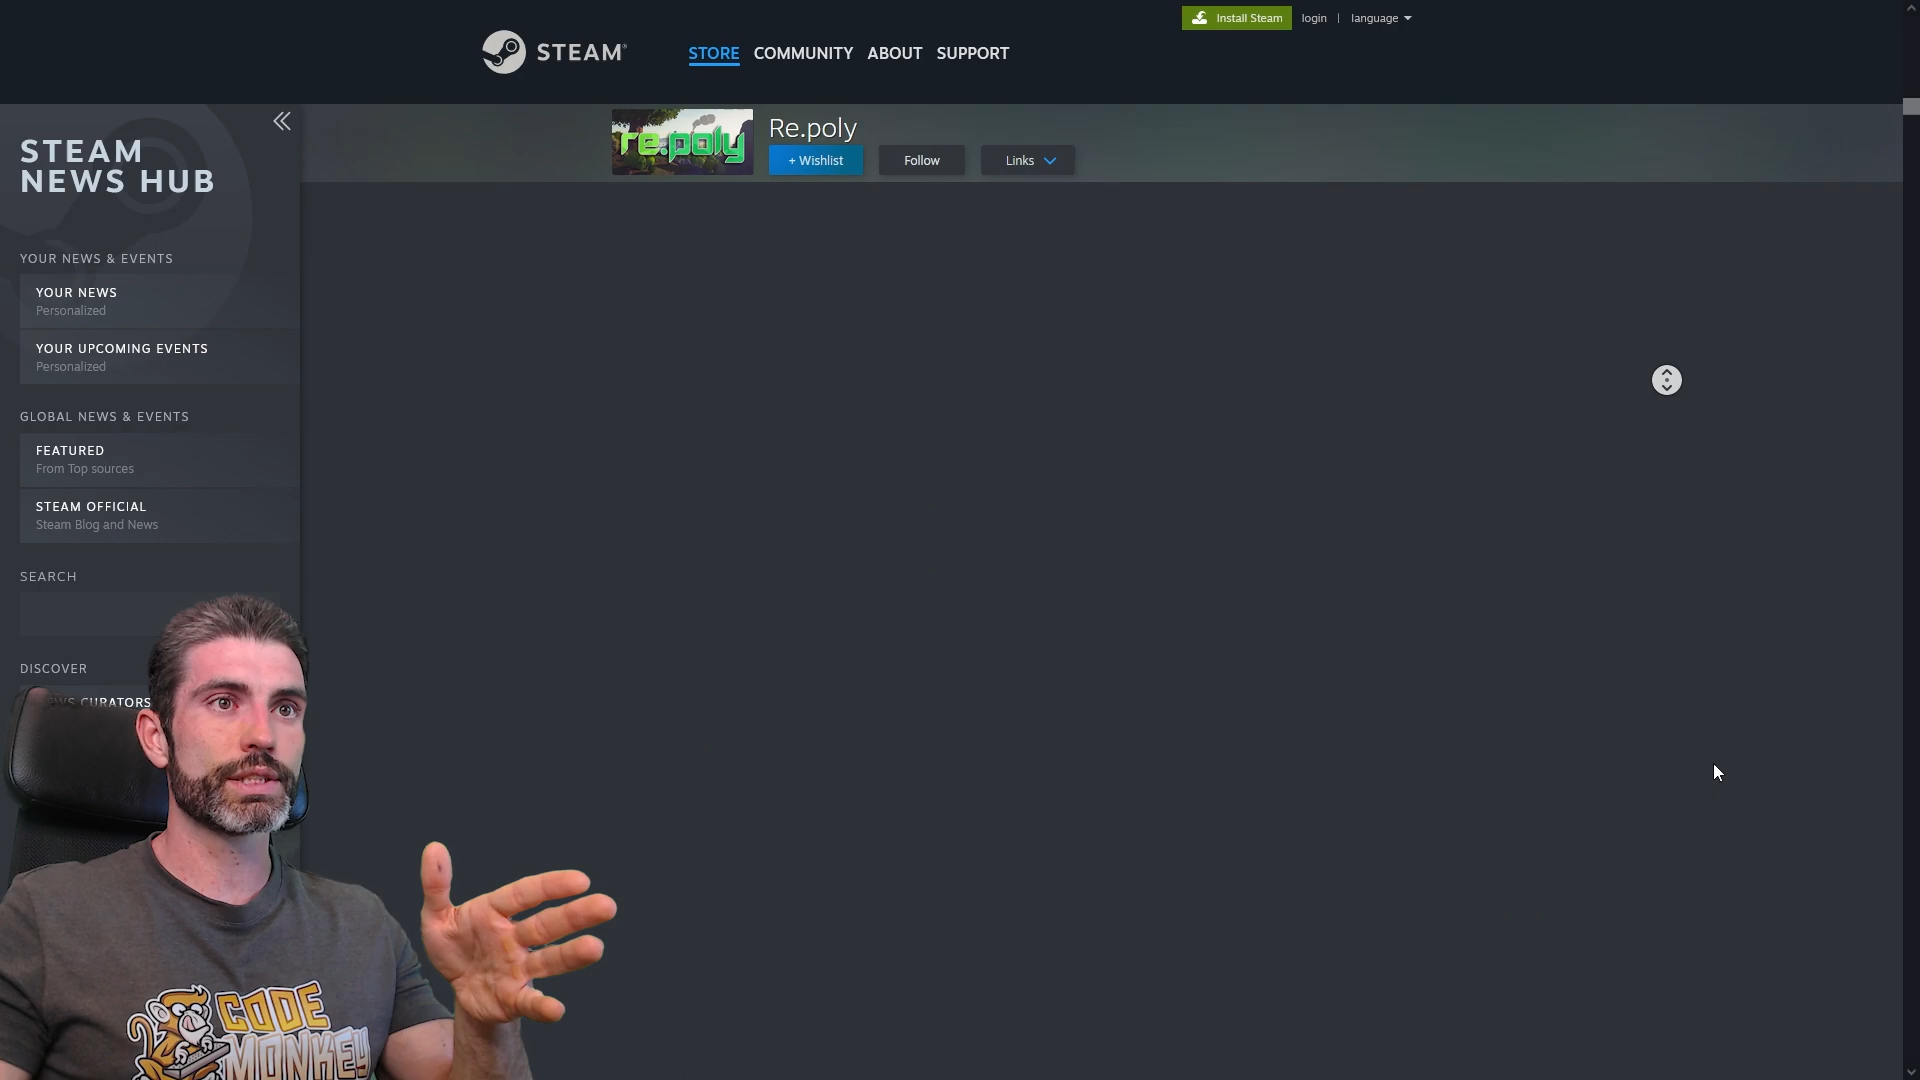 Install Steam
login | language
STEAM
STORE COMMUNITY ABOUT SUPPORT
re.poly
Re.poly
+ Wishlist
Follow
Links
STEAM
NEWS HUB
YOUR NEWS & EVENTS
YOUR NEWS
Personalized
YOUR UPCOMING EVENTS
Personalized
GLOBAL NEWS & EVENTS
FEATURED
From Top sources
STEAM OFFICIAL
Steam Blog and News
SEARCH
DISCOVER
CURATORS
CODE
MONKEY